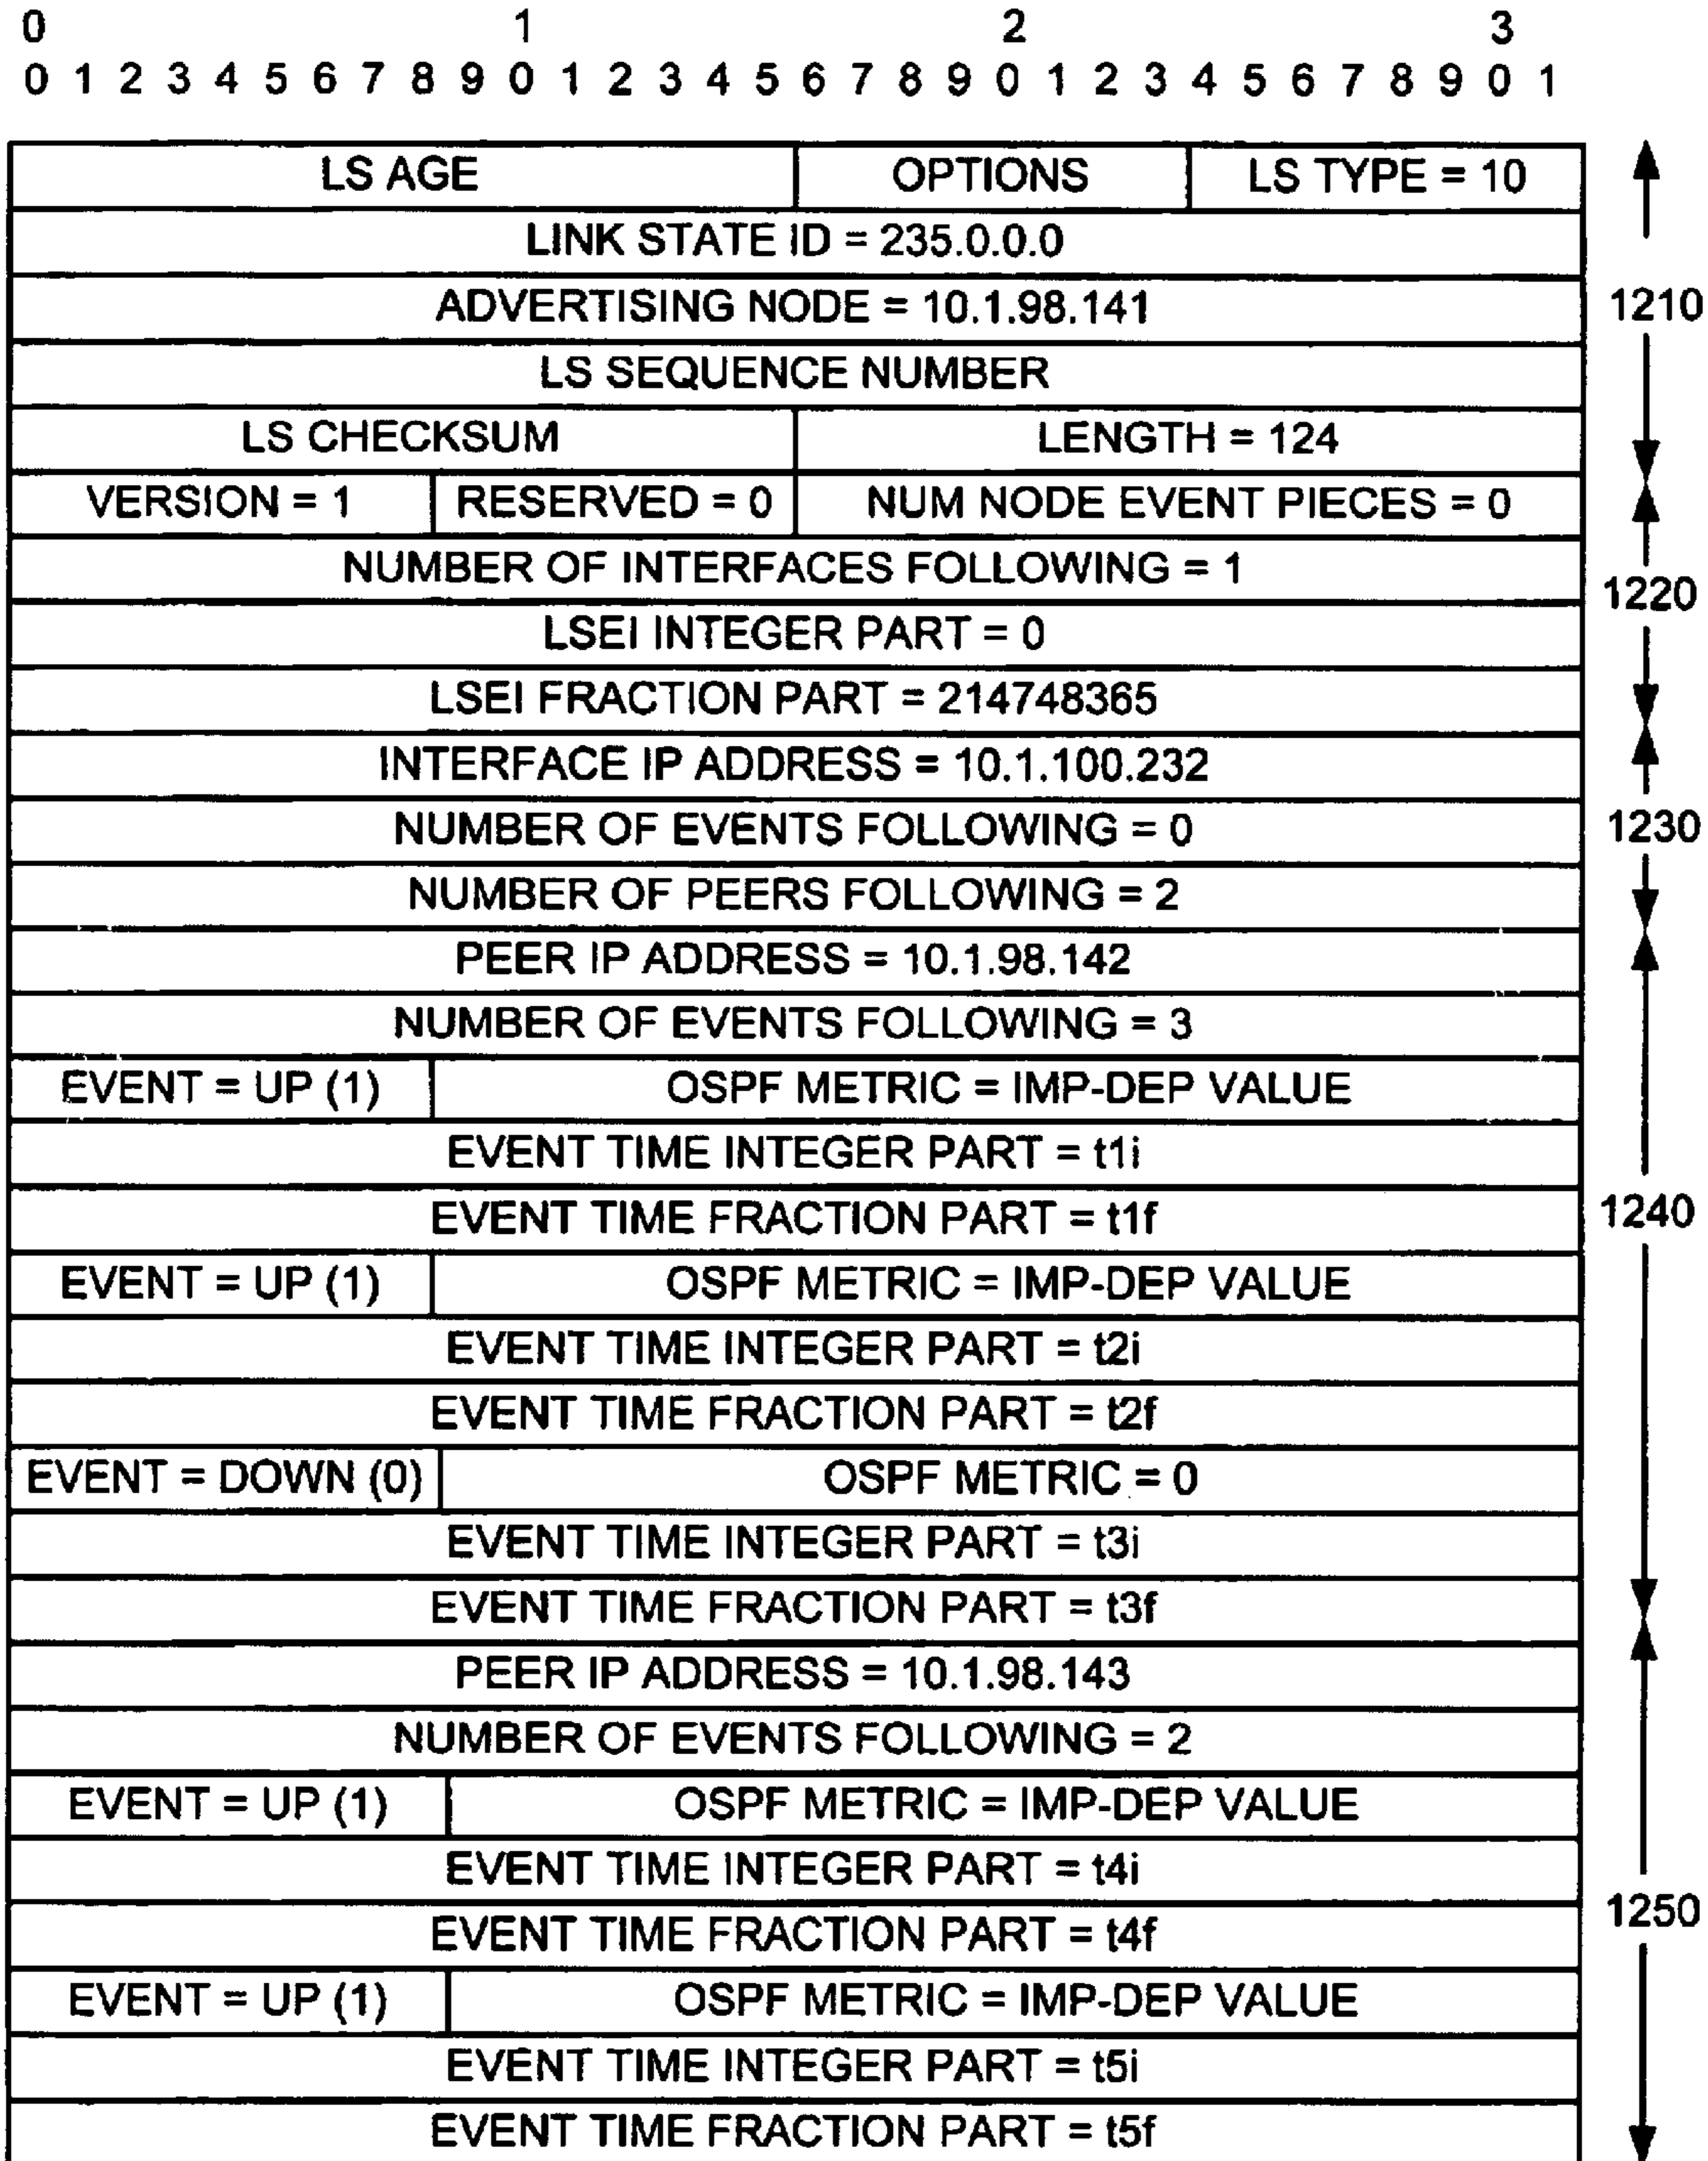 0 1 2 3
0 1 2 3 4 5 6 7 8 9 0 1 2 3 4 5 6 7 8 9 0 1 2 3 4 5 6 7 8 9 0 1
LS AGE OPTIONS LS TYPE = 10
LINK STATE ID = 235.0.0.0
ADVERTISING NODE = 10.1.98.141 1210
LS SEQUENCE NUMBER
LS CHECKSUM LENGTH = 124
VERSION = 1 RESERVED = 0 NUM NODE EVENT PIECES = 0
NUMBER OF INTERFACES FOLLOWING = 1
1220
LSEI INTEGER PART = 0
LSEI FRACTION PART = 214748365
INTERFACE IP ADDRESS = 10.1.100.232
NUMBER OF EVENTS FOLLOWING = 0 1230
NUMBER OF PEERS FOLLOWING = 2
PEER IP ADDRESS = 10.1.98.142
NUMBER OF EVENTS FOLLOWING = 3
EVENT = UP (1) OSPF METRIC = IMP-DEP VALUE
EVENT TIME INTEGER PART = t1i
EVENT TIME FRACTION PART = t1f 1240
EVENT = UP (1) OSPF METRIC = IMP-DEP VALUE
EVENT TIME INTEGER PART = t2i
EVENT TIME FRACTION PART = t2f
EVENT = DOWN (0) OSPF METRIC = 0
EVENT TIME INTEGER PART = t3i
EVENT TIME FRACTION PART = t3f
PEER IP ADDRESS = 10.1.98.143
NUMBER OF EVENTS FOLLOWING = 2
EVENT = UP (1) OSPF METRIC = IMP-DEP VALUE
EVENT TIME INTEGER PART = t4i
EVENT TIME FRACTION PART = t4f 1250
EVENT = UP (1) OSPF METRIC = IMP-DEP VALUE
EVENT TIME INTEGER PART = t5i
EVENT TIME FRACTION PART = t5f